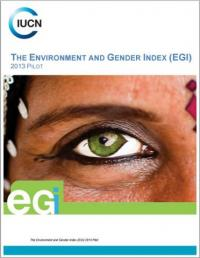 IUCN
THE ENVIRONMENT AND GENDER INDEX (EGI)
2013 PILOT
eGi
The Environment and Gender Index (EGI) 2013 Pilot